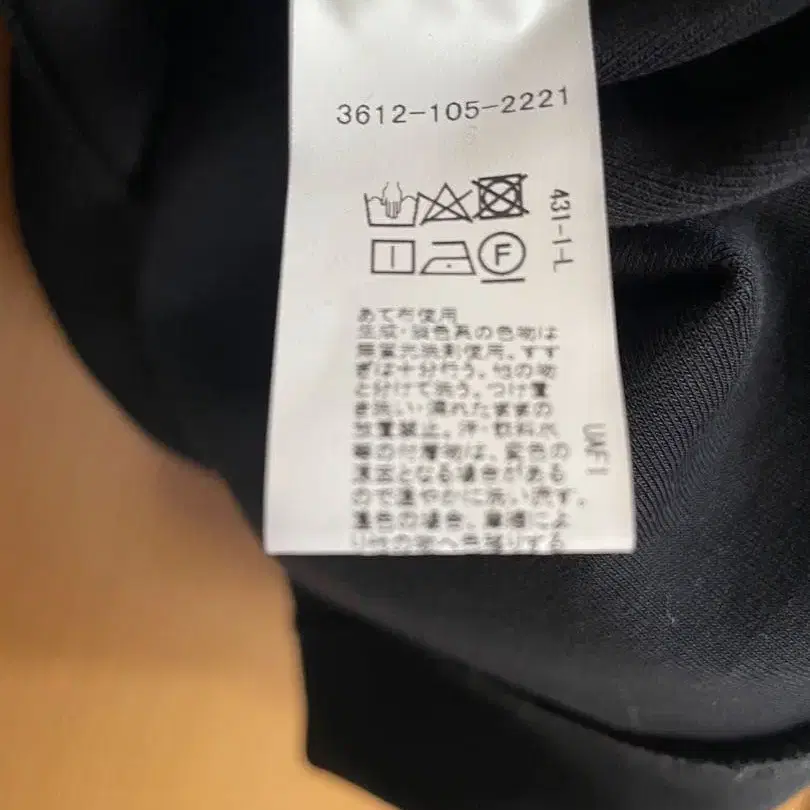 3612-105-2221
F
431-1-L
あて布使用
生成・淡色系の色物は
無蛍光洗剤使用。すす
ぎは十分行う。他の物
と分けて洗う。つけ置
き洗い・濡れたままの
放置禁止。汗・飲料水
等の付着物は、変色の
原因となる場合がある
ので速やかに洗い流す。
濃色の場合、摩擦によ
り他の物へ色移りする